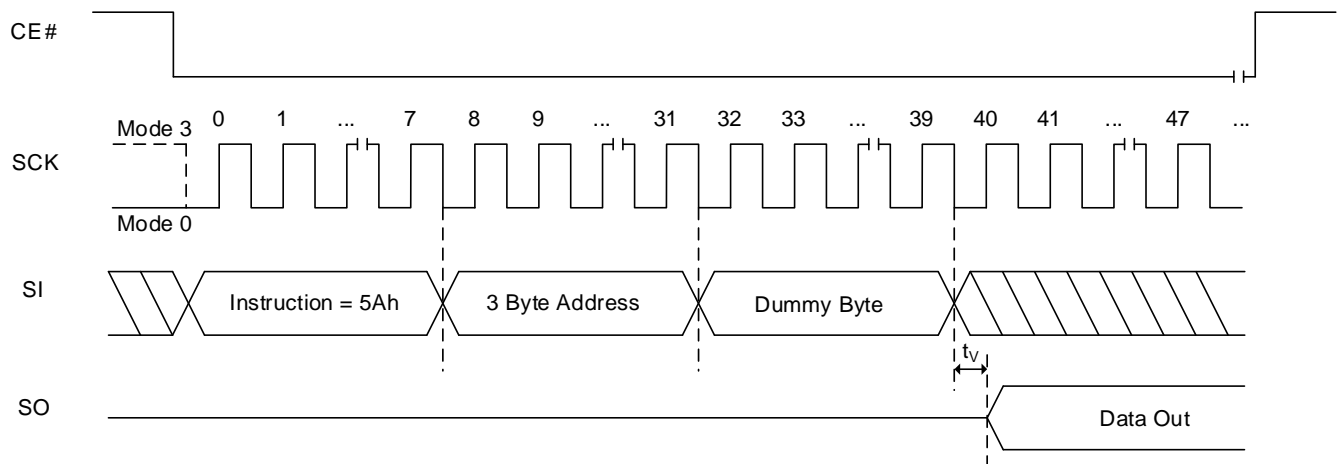 CE#
0 1 ... 7 8 9 ... 31 32 33 ... 39 40 41 ... 47 ...
Mode 3
SCK
Mode 0
SI
Instruction = 5Ah
3 Byte Address
Dummy Byte
tV
SO
Data Out